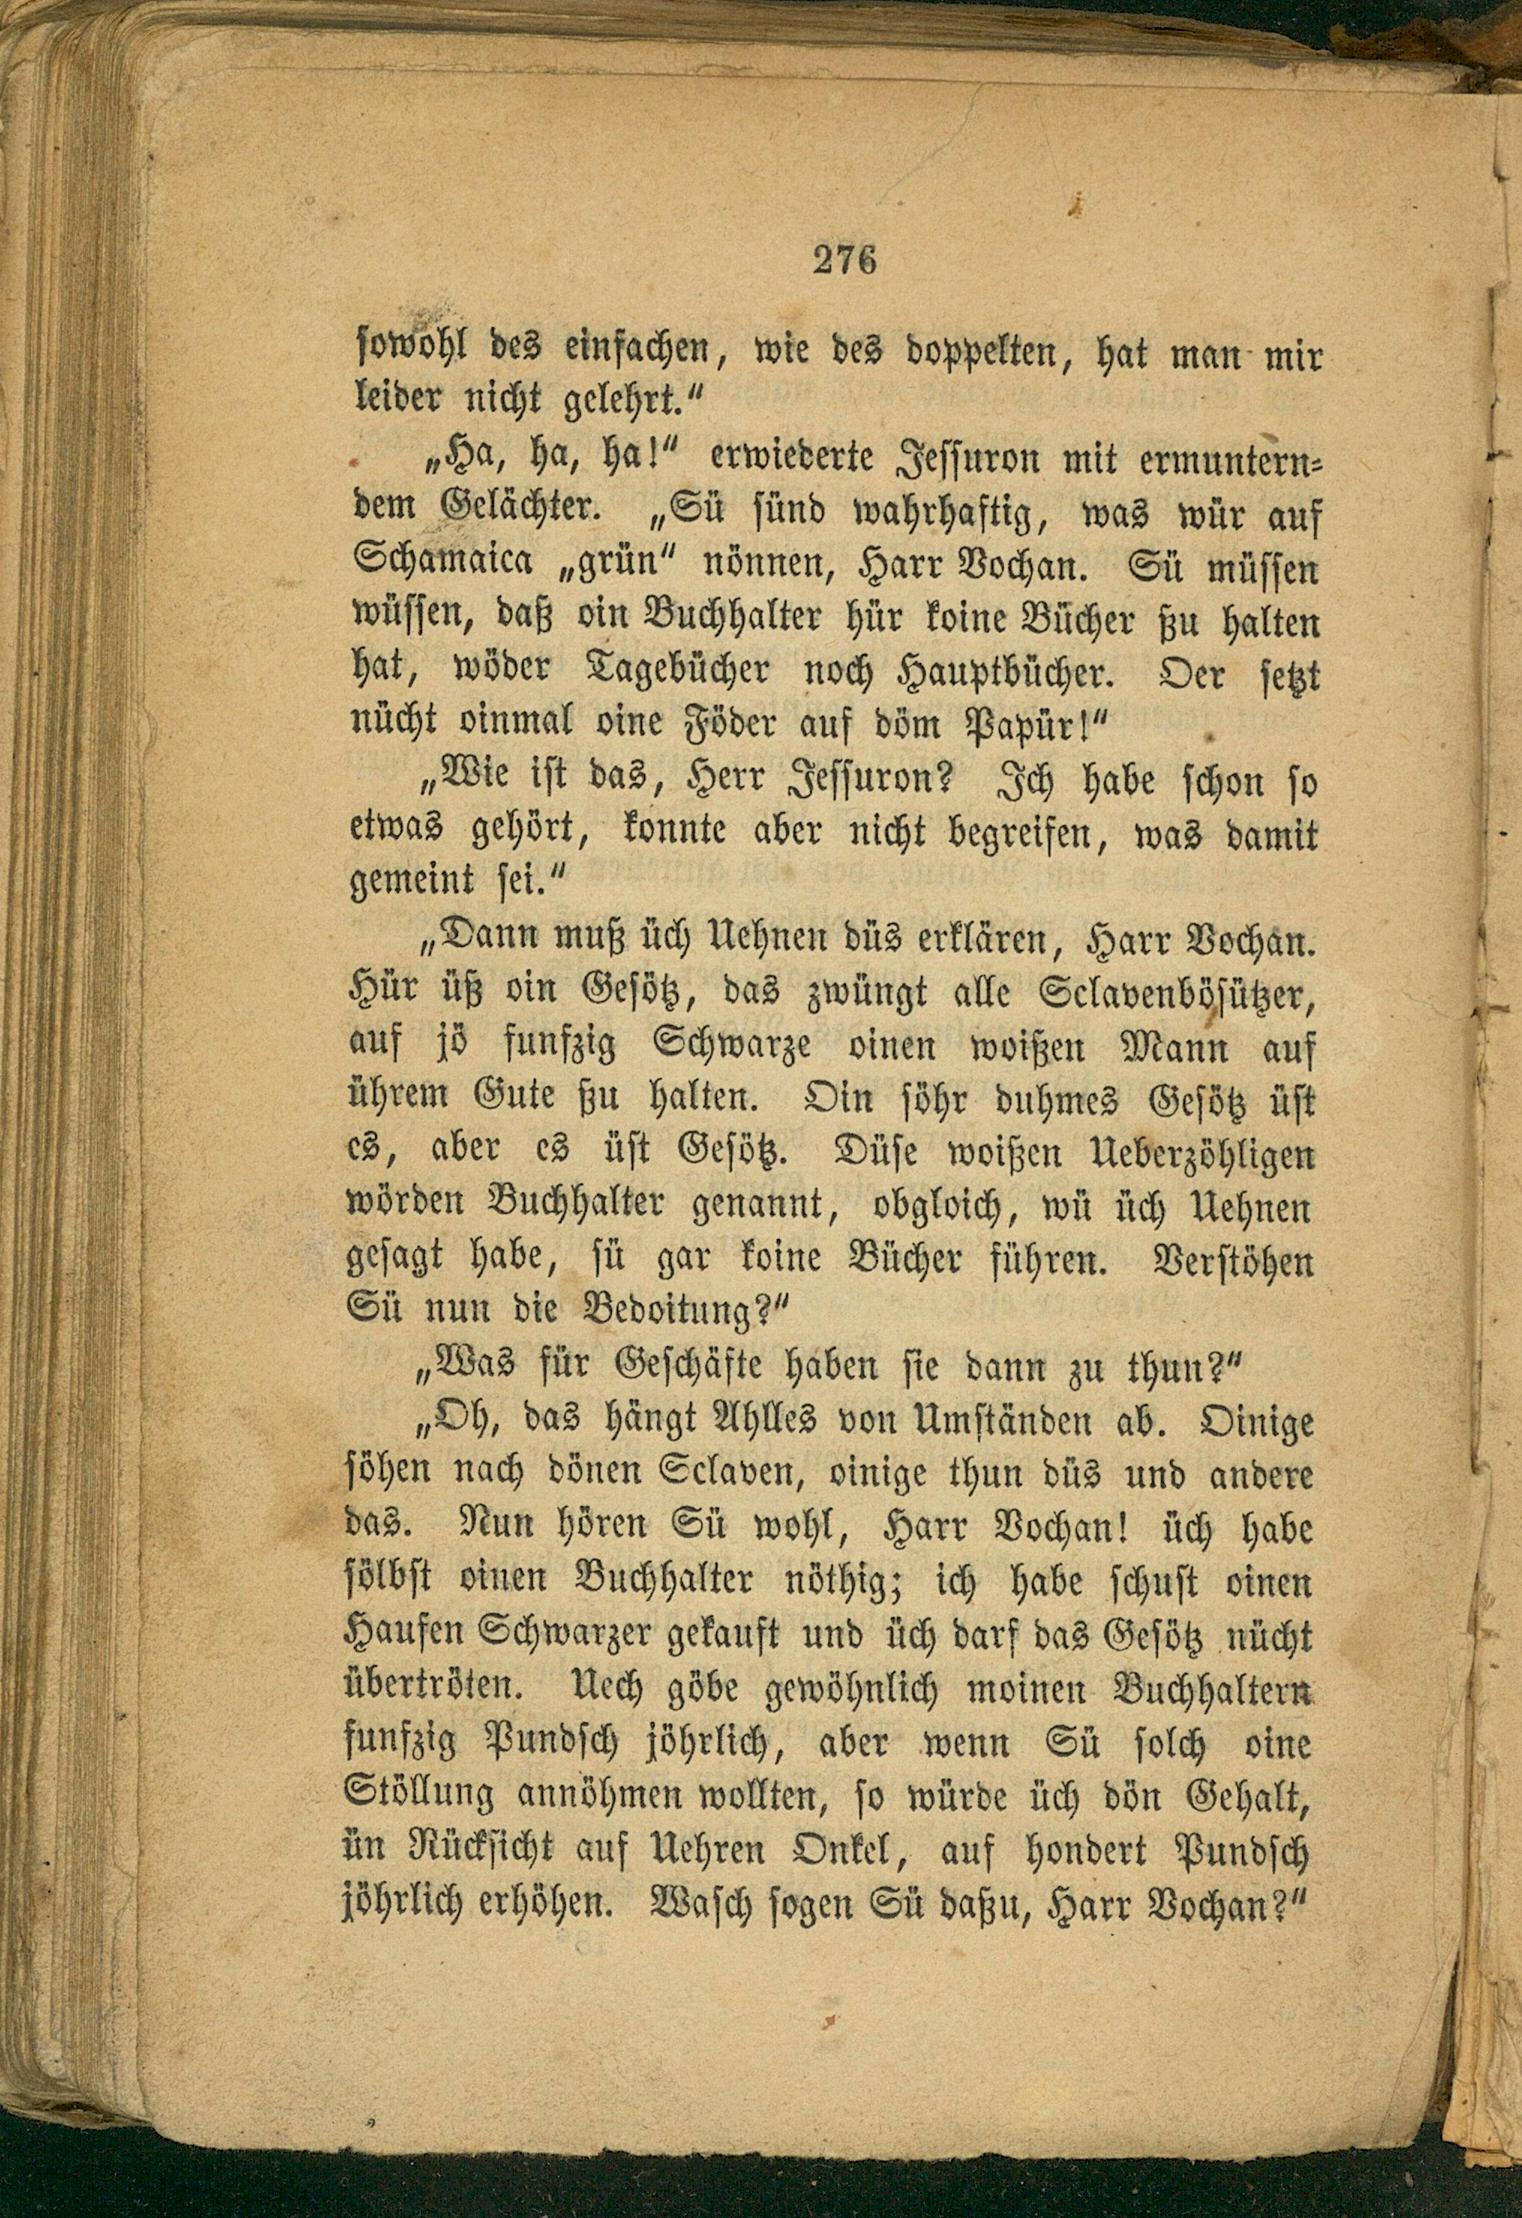 276
sowohl des einfachen, wie des doppelten, hat man mir
leider nicht gelehrt.“
„Ha, ha, ha!“ erwiederte Jessuron mit ermuntern-
dem Gelächter. „Sü sünd wahrhaftig, was wür auf
Schamaica „grün“ nönnen, Harr Vochan. Sü müssen
wüssen, daß oin Buchhalter hür koine Bücher ßu halten
hat, wöder Tagebücher noch Hauptbücher. Oer setzt
nücht oinmal oine Föder auf döm Papür!“
„Wie ist das, Herr Jessuron? Ich habe schon so
etwas gehört, konnte aber nicht begreifen, was damit
gemeint sei.“
„Dann muß üch Uehnen düs erklären, Harr Vochan.
Hür üß oin Gesötz, das zwüngt alle Sclavenbösützer,
auf jö funfzig Schwarze oinen woißen Mann auf
ührem Gute ßu halten. Oin söhr duhmes Gesötz üst
es, aber es üst Gesötz. Düse woißen Ueberzöhligen
wörden Buchhalter genannt, obgloich, wü üch Uehnen
gesagt habe, sü gar koine Bücher führen. Verstöhen
Sü nun die Bedoitung?“
„Was für Geschäfte haben sie dann zu thun?“
„Oh, das hängt Ahlles von Umständen ab. Oinige
söhen nach dönen Sclaven, oinige thun düs und andere
das. Nun hören Sü wohl, Harr Vochan! üch habe
sölbst oinen Buchhalter nöthig; ich habe schust oinen
Haufen Schwarzer gekauft und üch darf das Gesötz nücht
übertröten. Uech göbe gewöhnlich moinen Buchhaltern
funfzig Pundsch jöhrlich, aber wenn Sü solch oine
Stöllung annöhmen wollten, so würde üch dön Gehalt,
ün Rücksicht auf Uehren Onkel, auf hondert Pundsch
jöhrlich erhöhen. Wasch sogen Sü daßu, Harr Vochan?“